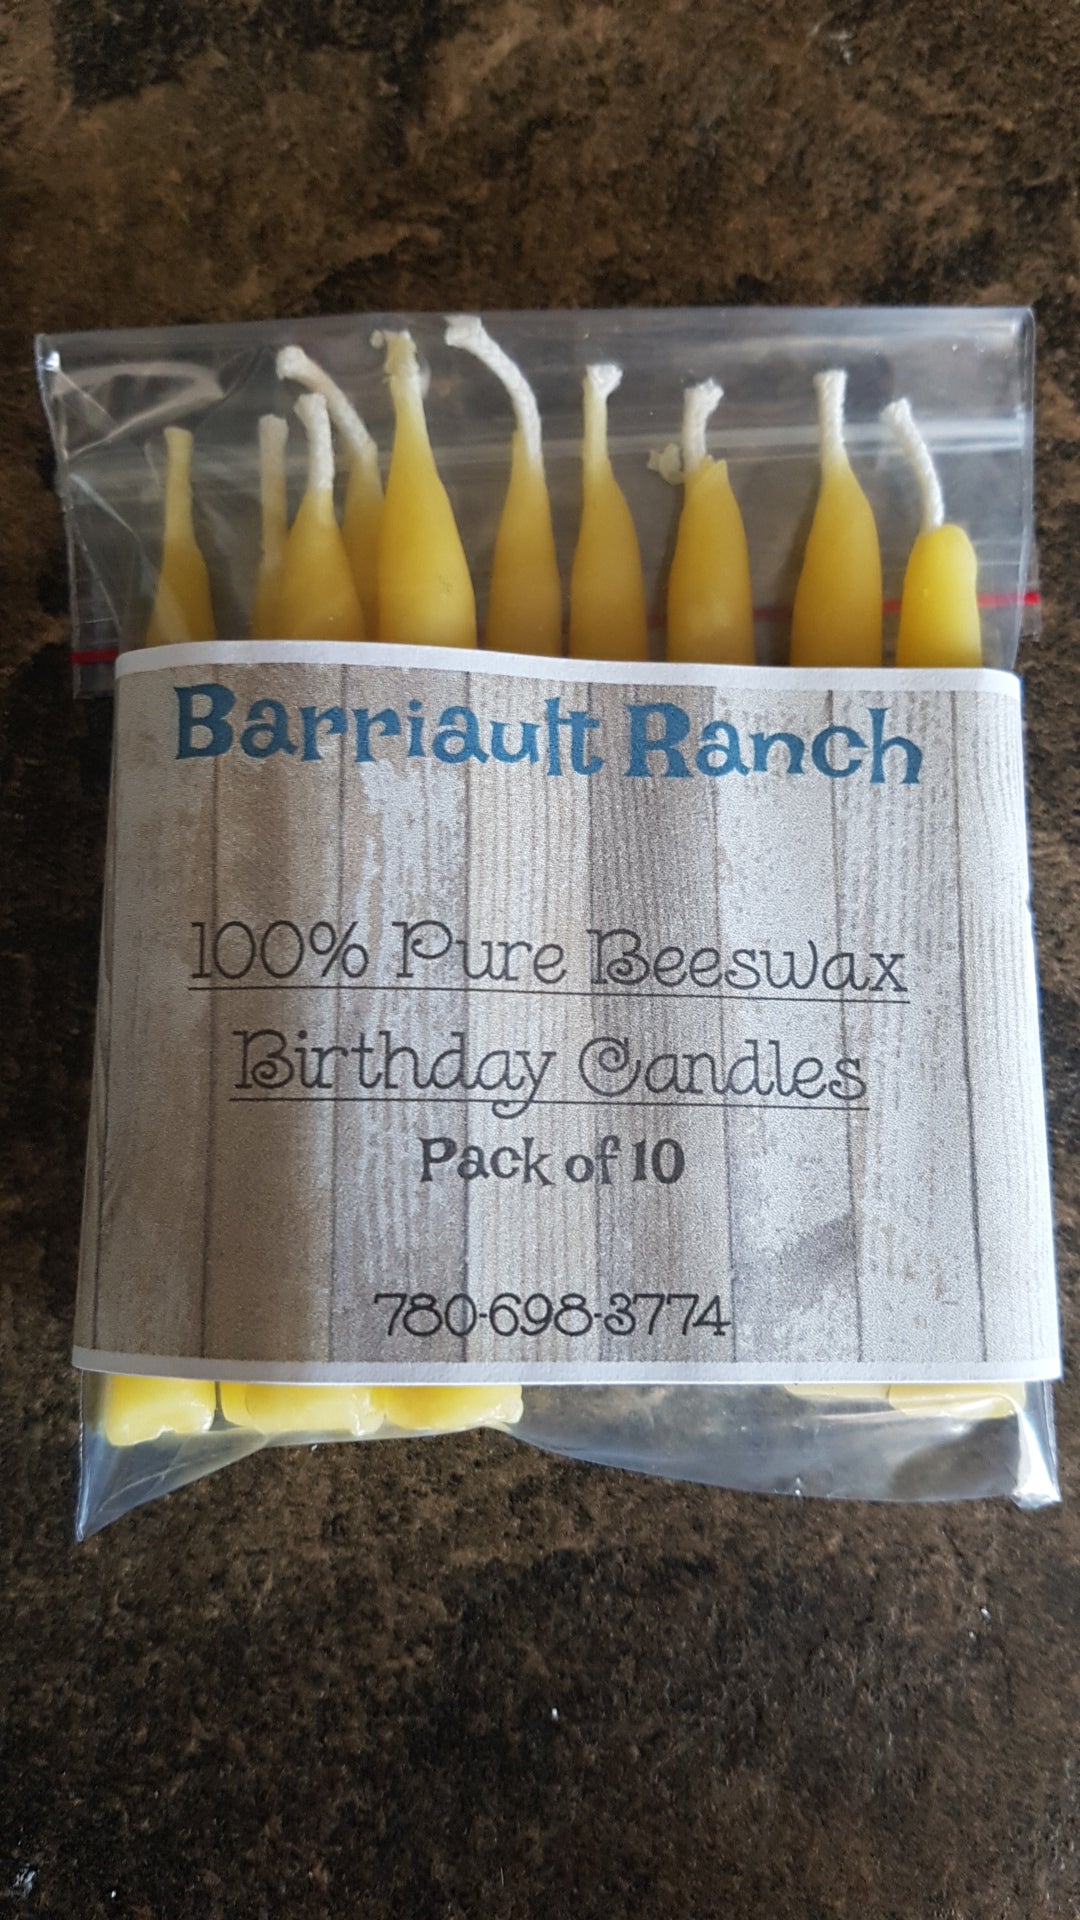 Barriault Ranch
100% Pure Beeswax
Birthday Candles
Pack of 10
780-698-3774